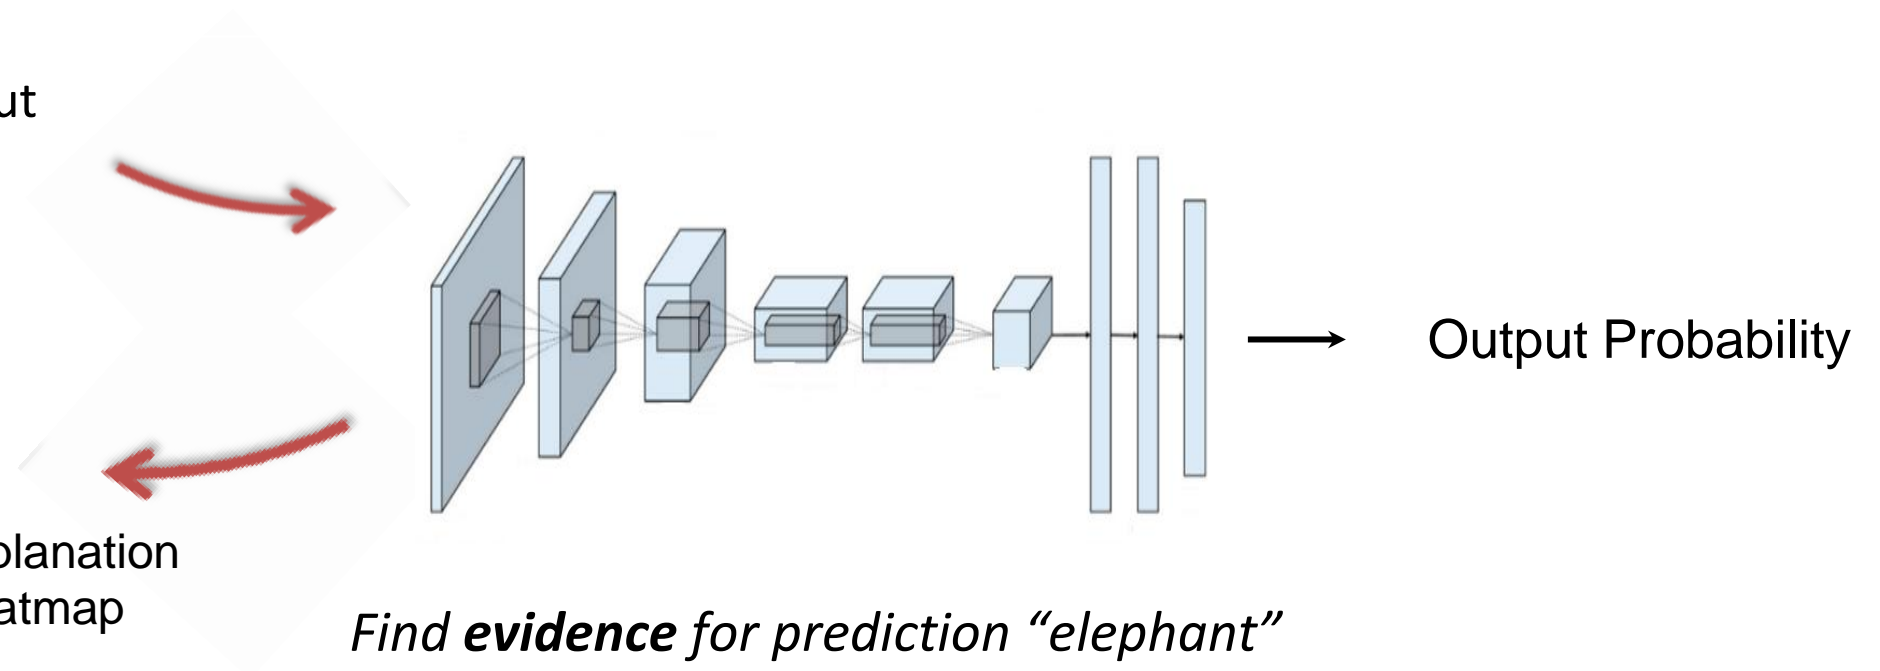 ut
Output Probability
planation
atmap
Find evidence for prediction “elephant”